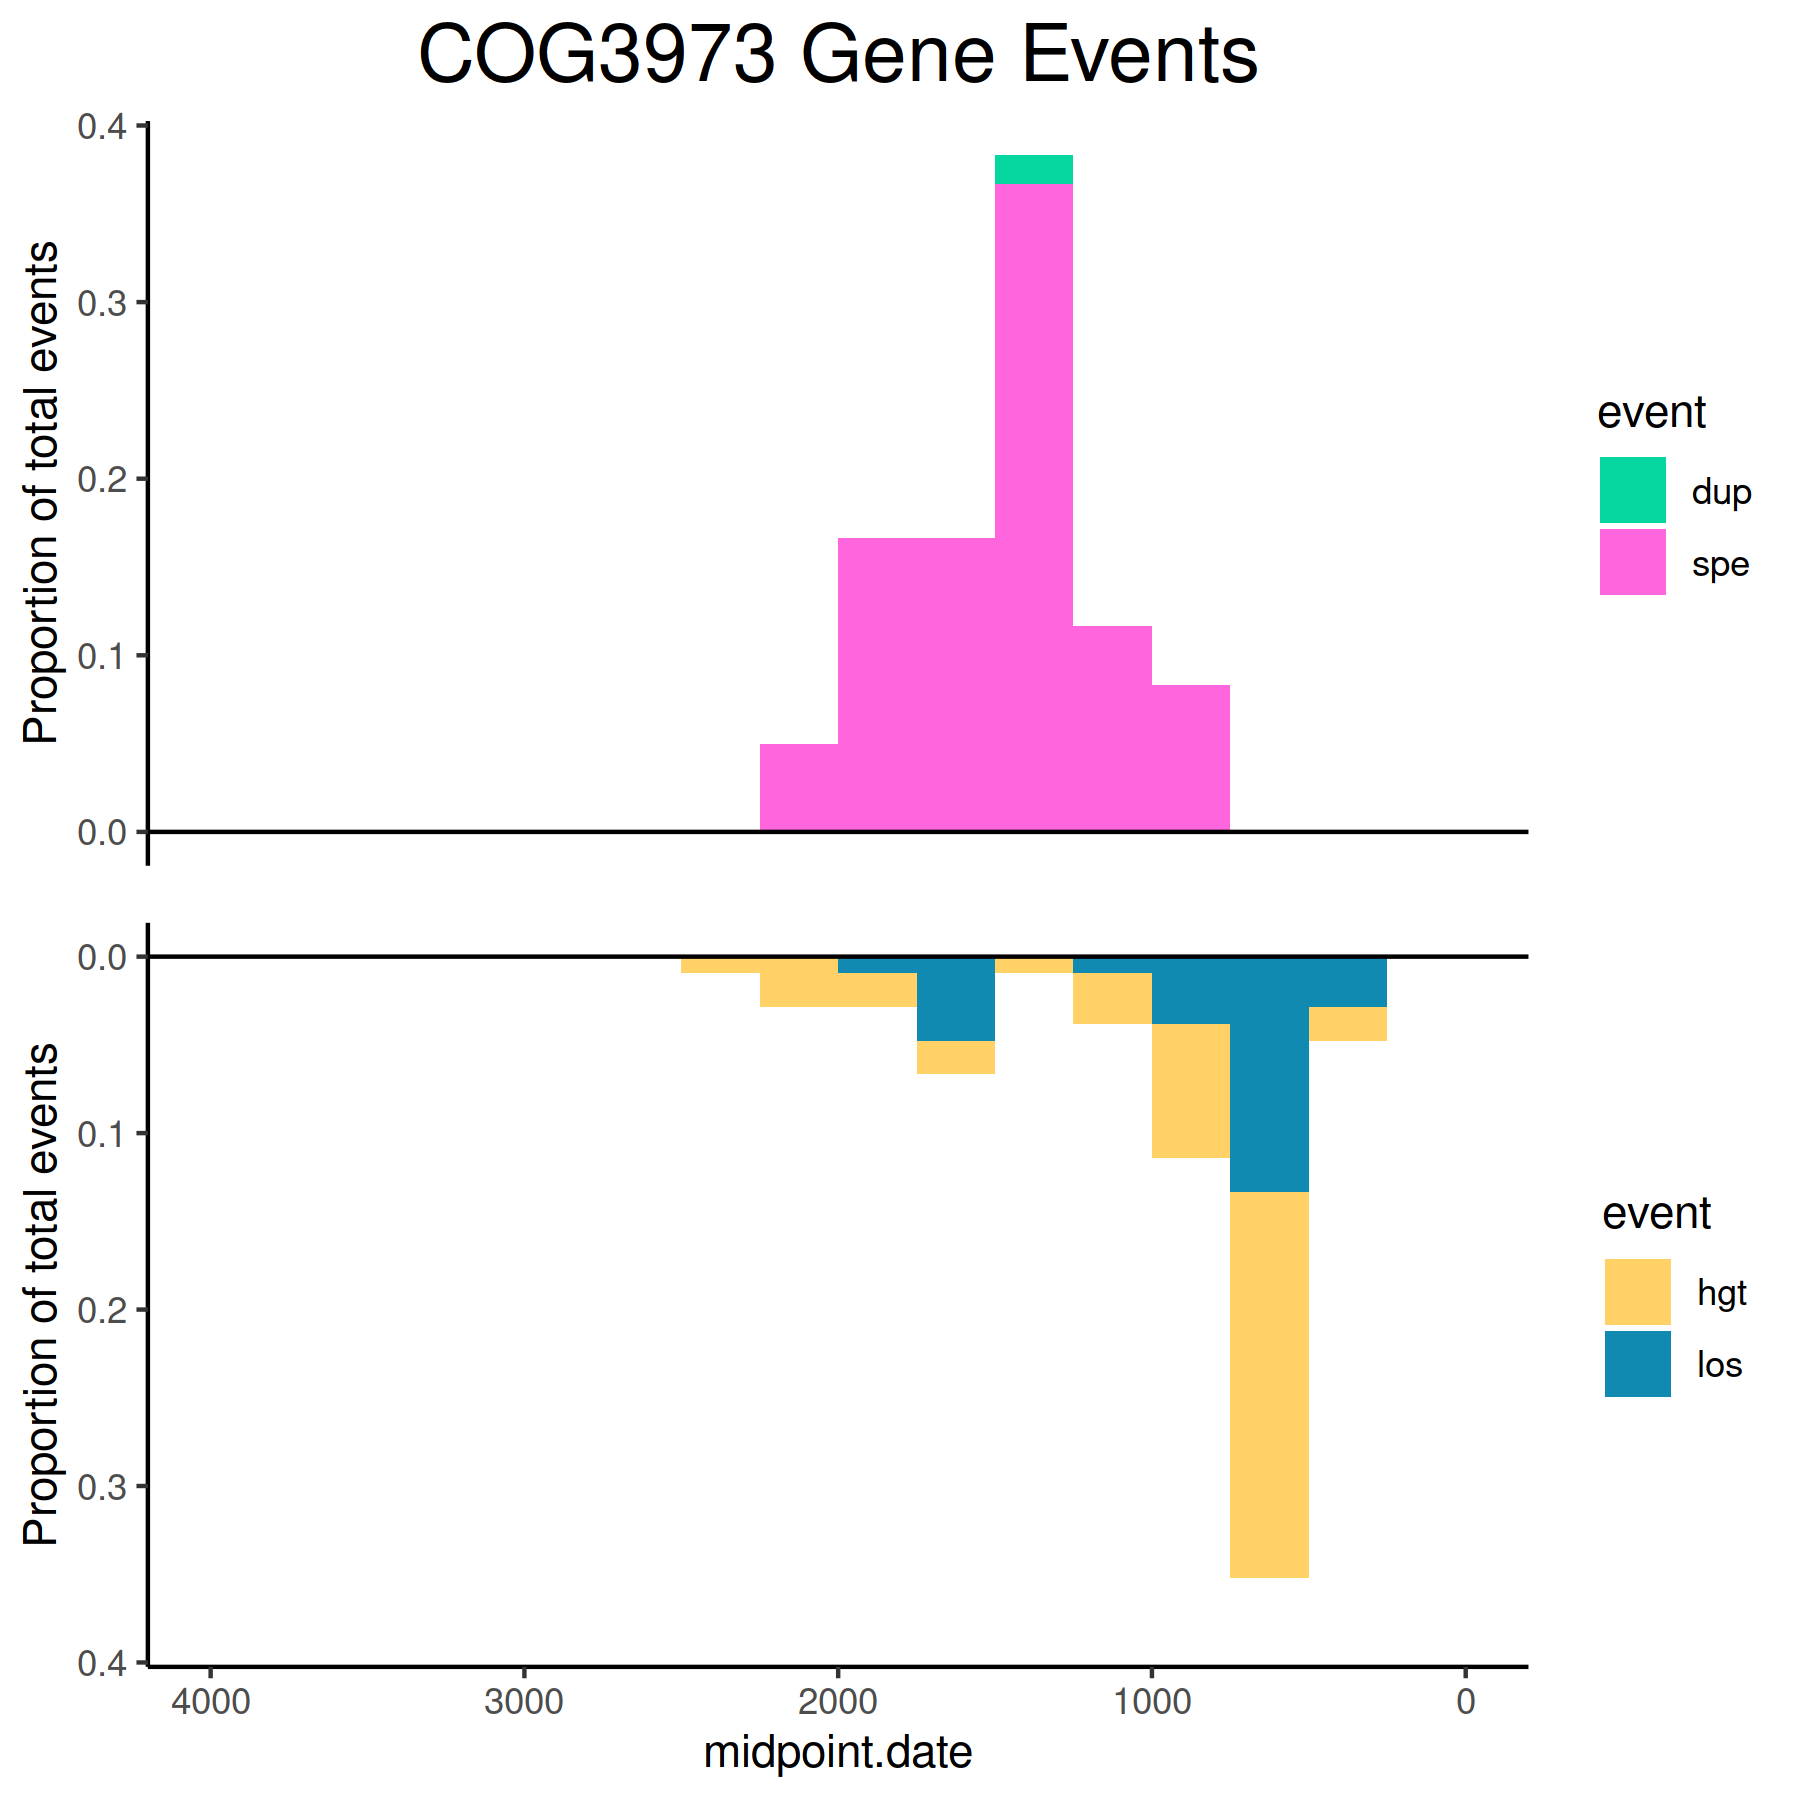 COG3973 Gene Events
Proportion of total events
0.4
0.3
0.2
0.1
0.0
event
dup
spe
Proportion of total events
0.0
0.1
0.2
0.3
0.4
event
hgt
los
4000 3000 2000 1000 0
midpoint.date